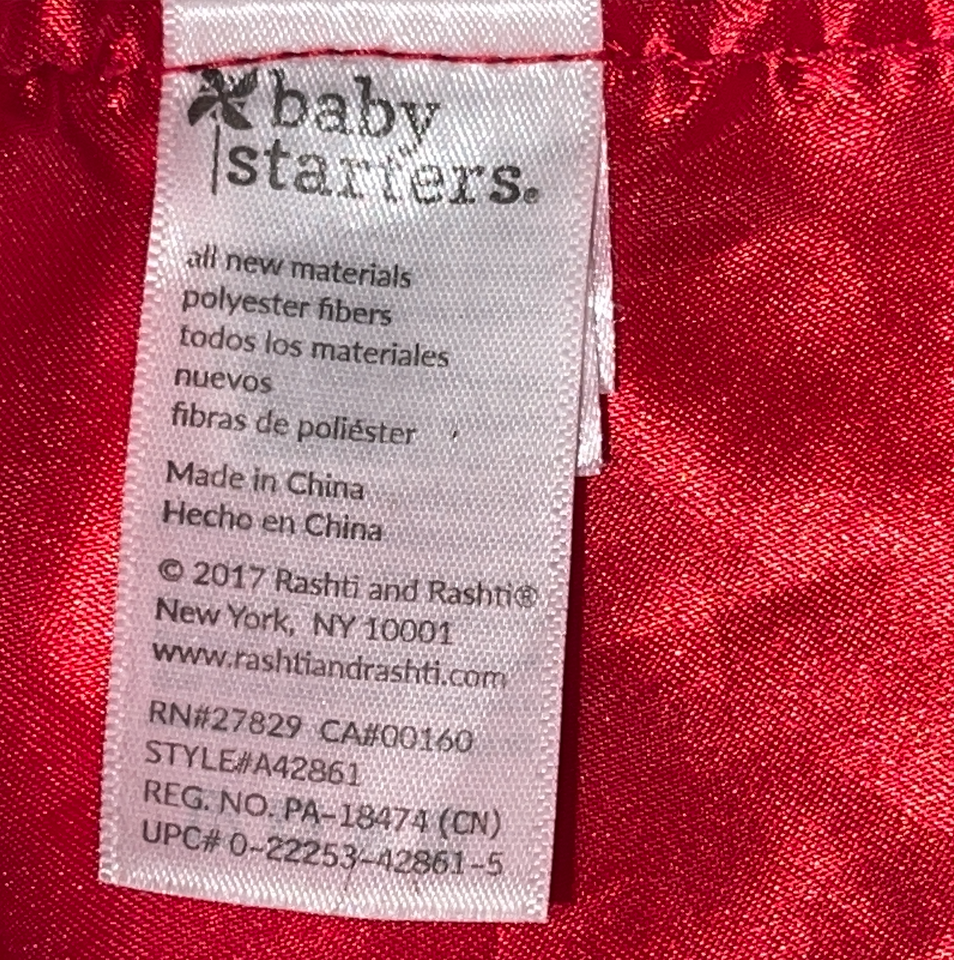 baby
starters®
all new materials
polyester fibers
todos los materiales
nuevos
fibras de poliéster
Made in China
Hecho en China
© 2017 Rashti and Rashti®
New York, NY 10001
www.rashtiandrashti.com
RN#27829 CA#00160
STYLE#A42861
REG. NO. PA-18474 (CN)
UPC# 0-22253-42861-5